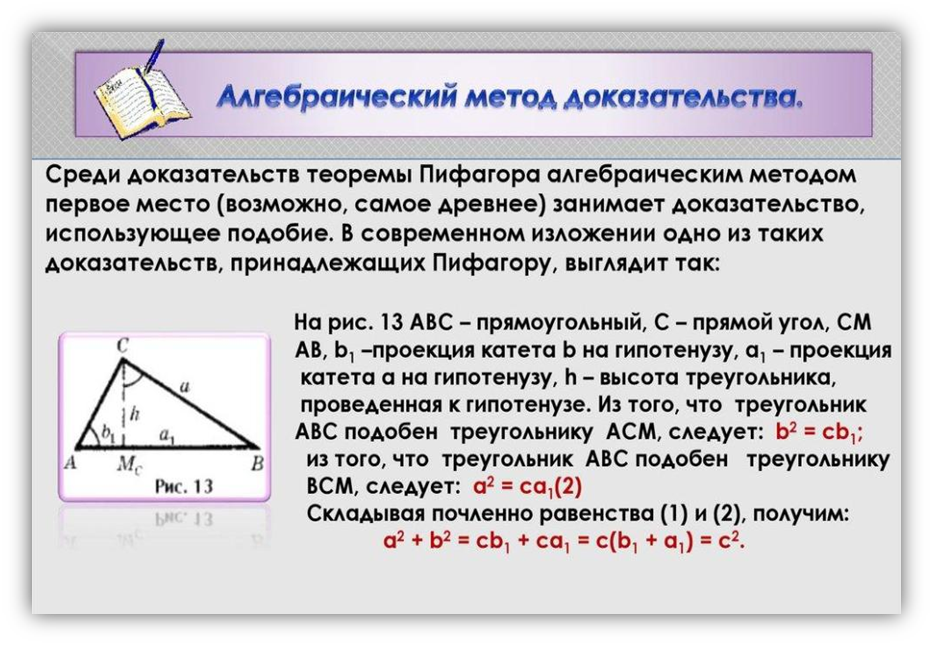 Алгебраический метод доказательства.
Среди доказательств теоремы Пифагора алгебраическим методом
первое место (возможно, самое древнее) занимает доказательство,
использующее подобие. В современном изложении одно из таких
доказательств, принадлежащих Пифагору, выглядит так:
На рис. 13 ABC – прямоугольный, C – прямой угол, CM
AB, b₁ –проекция катета b на гипотенузу, a₁ – проекция
катета a на гипотенузу, h – высота треугольника,
проведенная к гипотенузе. Из того, что треугольник
ABC подобен треугольнику ACM, следует: b² = cb₁;
из того, что треугольник ABC подобен треугольнику
BCM, следует: a² = ca₁(2)
Складывая почленно равенства (1) и (2), получим:
a² + b² = cb₁ + ca₁ = c(b₁ + a₁) = c².
C
a
h
b₁
a₁
A
M_C
B
Рис. 13